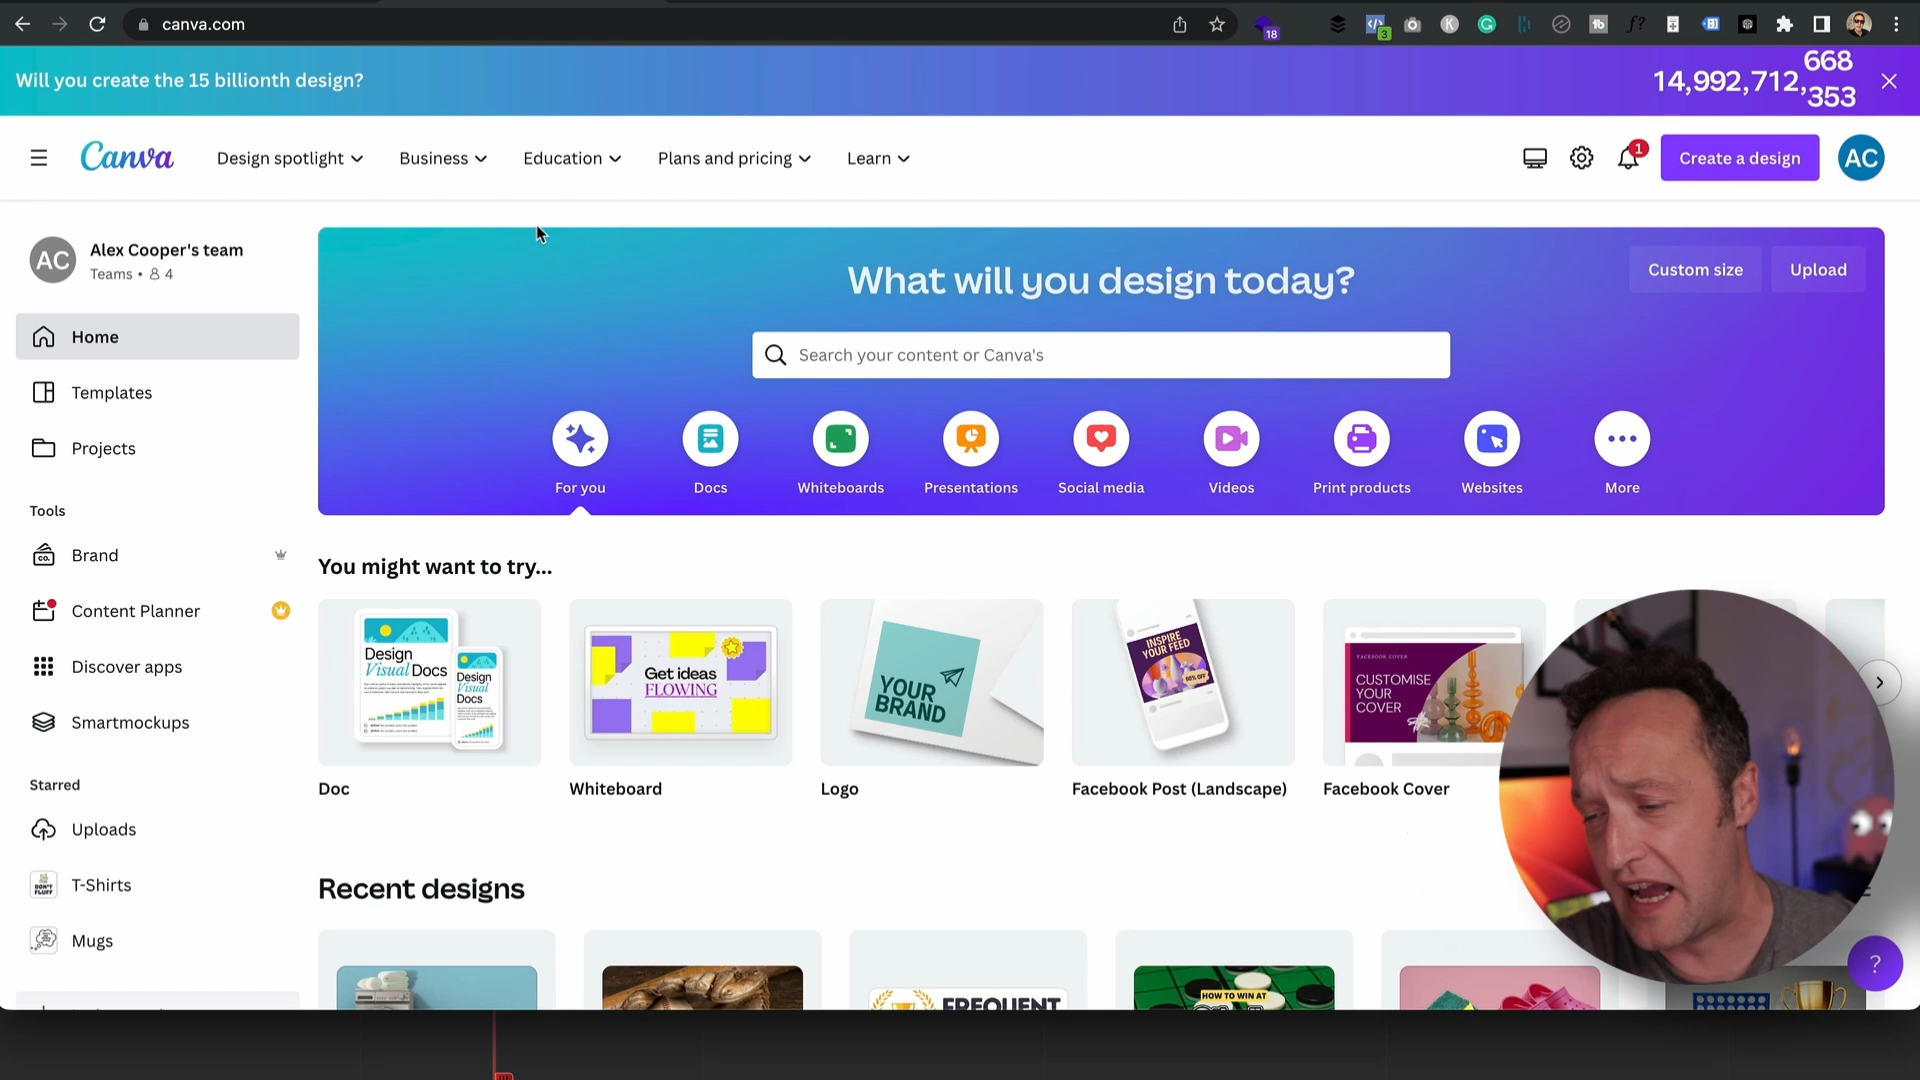 canva.com
18
3
Will you create the 15 billionth design?
14,992,712,
668
353
Canva
Design spotlight
Business
Education
Plans and pricing
Learn
1
Create a design
AC
AC
Alex Cooper's team
Teams • 4
Home
Templates
Projects
Tools
Brand
Content Planner
Discover apps
Smartmockups
Starred
Uploads
T-Shirts
Mugs
What will you design today?
Custom size
Upload
Search your content or Canva's
For you
Docs
Whiteboards
Presentations
Social media
Videos
Print products
Websites
More
You might want to try...
Design
Visual Docs
Design
Visual
Docs
Get ideas
FLOWING
YOUR
BRAND
INSPIRE
YOUR FEED
FACEBOOK COVER
CUSTOMISE
YOUR
COVER
Doc
Whiteboard
Logo
Facebook Post (Landscape)
Facebook Cover
Recent designs
FREQUENT
HOW TO WIN AT
?